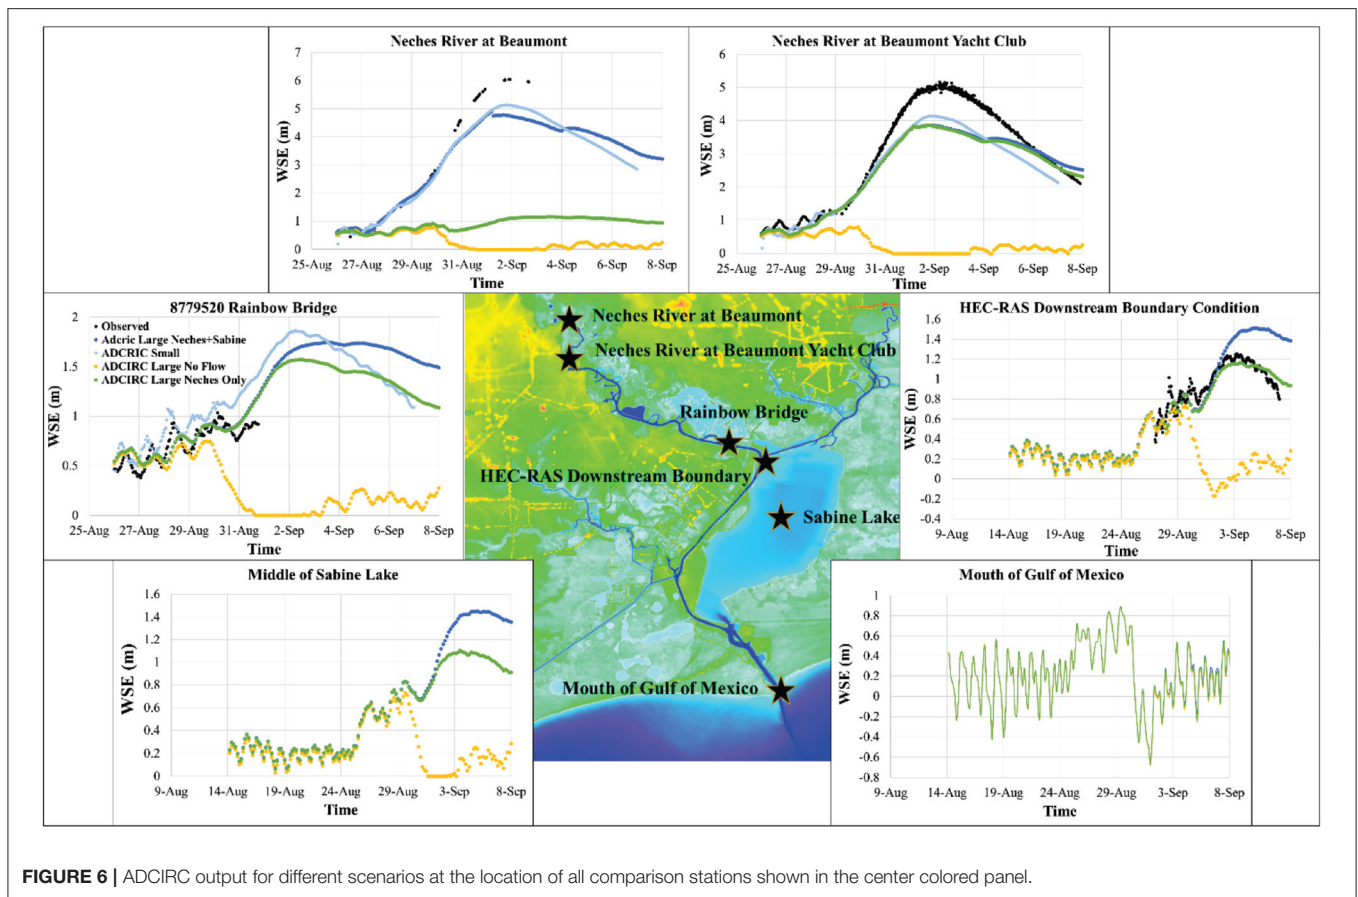 Neches River at Beaumont
7
6
5
4
3
2
1
0
WSE (m)
25-Aug 27-Aug 29-Aug 31-Aug 2-Sep 4-Sep 6-Sep 8-Sep
Time
Neches River at Beaumont Yacht Club
6
5
4
3
2
1
0
WSE (m)
25-Aug 27-Aug 29-Aug 31-Aug 2-Sep 4-Sep 6-Sep 8-Sep
Time
8779520 Rainbow Bridge
2
1.5
1
0.5
0
WSE (m)
Observed
Adcric Large Neches+Sabine
ADCRIC Small
ADCIRC Large No Flow
ADCIRC Large Neches Only
25-Aug 27-Aug 29-Aug 31-Aug 2-Sep 4-Sep 6-Sep 8-Sep
Time
Neches River at Beaumont
Neches River at Beaumont Yacht Club
Rainbow Bridge
HEC-RAS Downstream Boundary
Sabine Lake
Mouth of Gulf of Mexico
HEC-RAS Downstream Boundary Condition
1.6
1.4
1.2
1
0.8
0.6
0.4
0.2
0
-0.2
-0.4
WSE (m)
9-Aug 14-Aug 19-Aug 24-Aug 29-Aug 3-Sep 8-Sep
Time
Middle of Sabine Lake
1.6
1.4
1.2
1
0.8
0.6
0.4
0.2
0
WSE (m)
9-Aug 14-Aug 19-Aug 24-Aug 29-Aug 3-Sep 8-Sep
Time
Mouth of Gulf of Mexico
1
0.8
0.6
0.4
0.2
0
-0.2
-0.4
-0.6
-0.8
WSE (m)
9-Aug 14-Aug 19-Aug 24-Aug 29-Aug 3-Sep 8-Sep
Time
FIGURE 6 | ADCIRC output for different scenarios at the location of all comparison stations shown in the center colored panel.